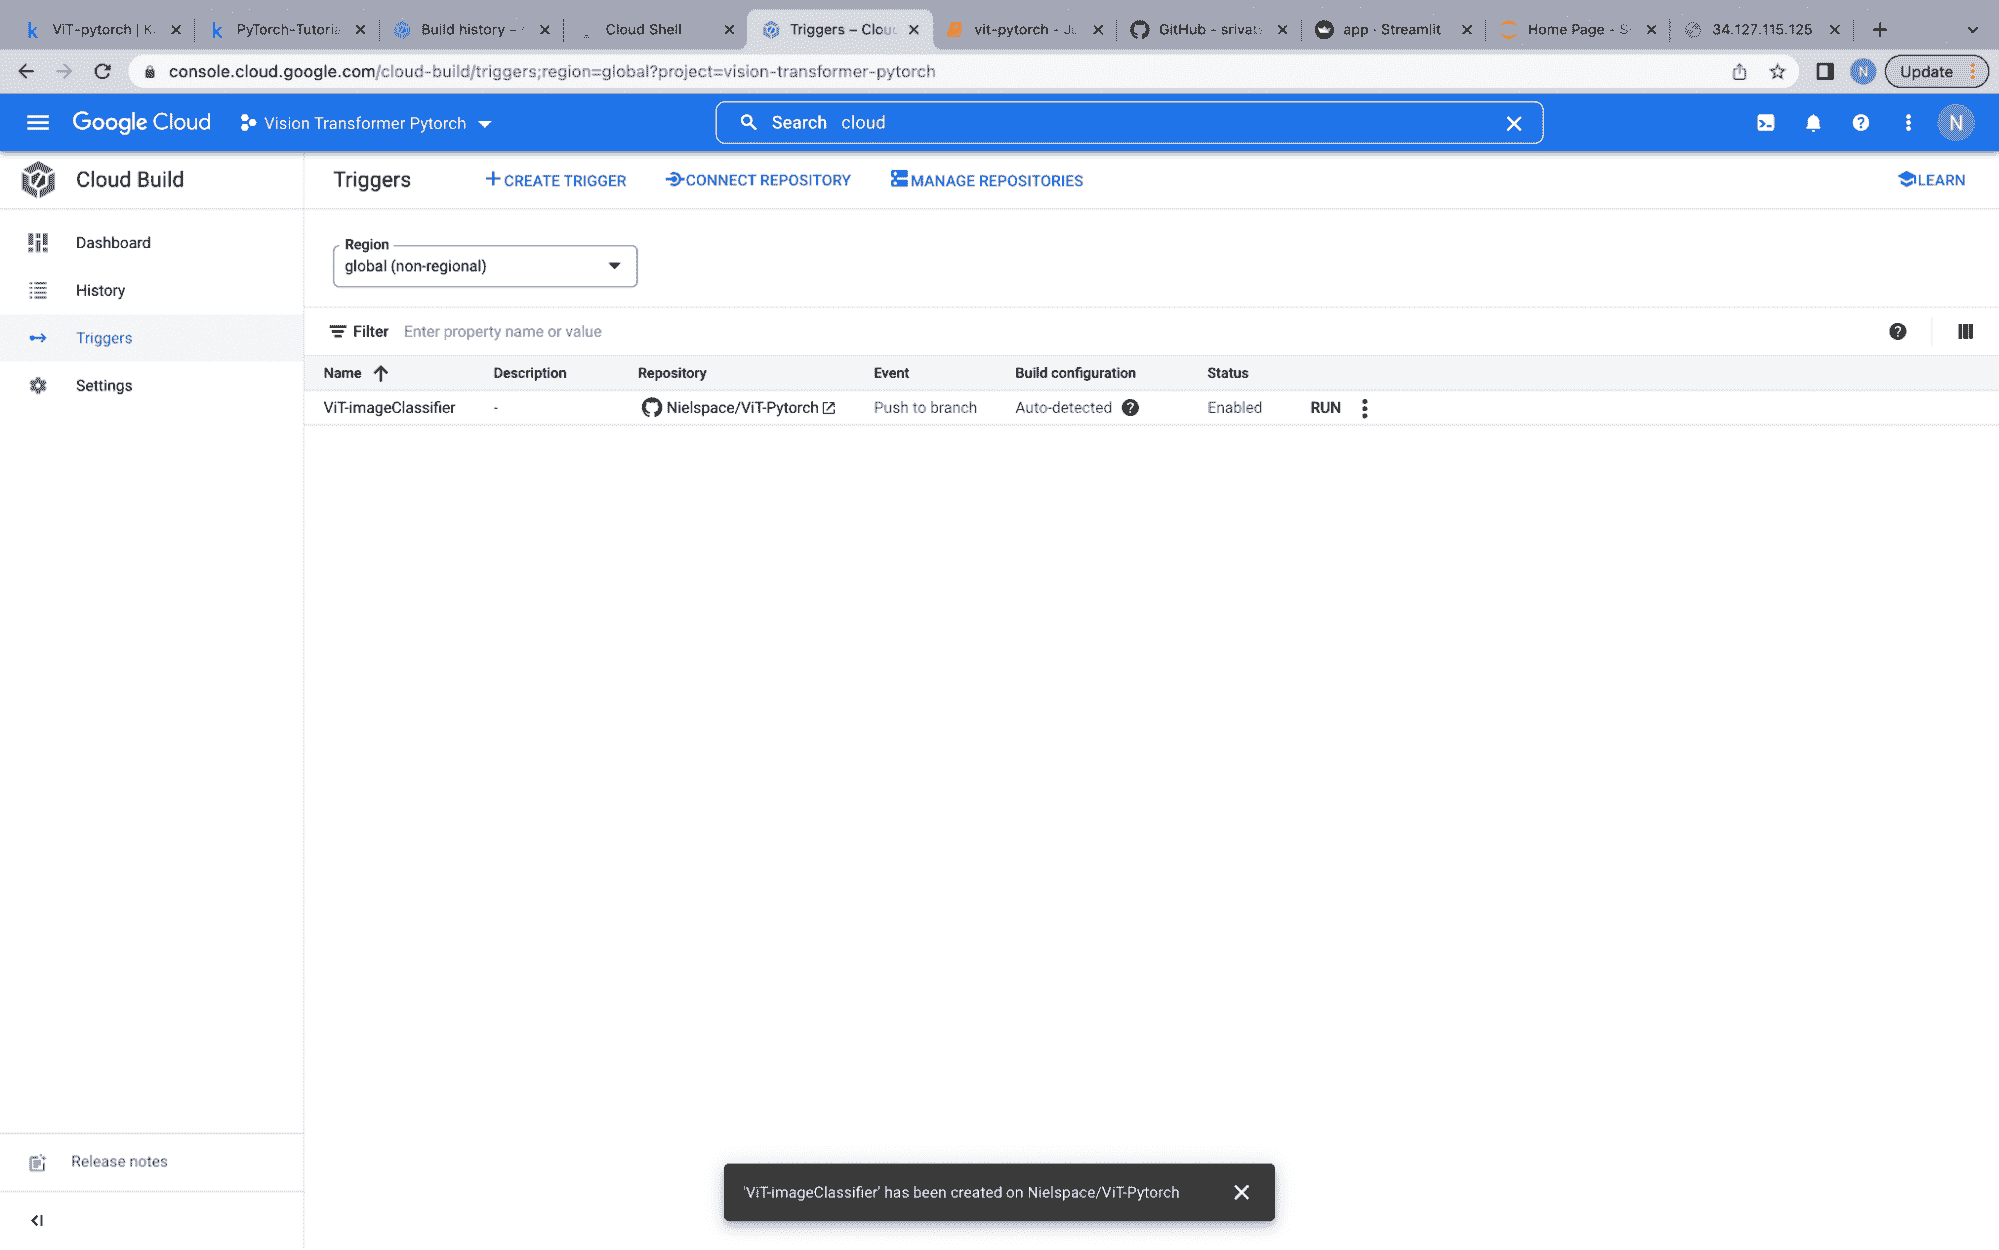 ViT-pytorch | K
PyTorch-Tutoria
Build history –
Cloud Shell
Triggers – Clou
vit-pytorch - Ju
GitHub - srivat
app · Streamlit
Home Page - S
34.127.115.125
console.cloud.google.com/cloud-build/triggers;region=global?project=vision-transformer-pytorch
Update
Google Cloud
Vision Transformer Pytorch
Search cloud
N
Cloud Build
Triggers
CREATE TRIGGER
CONNECT REPOSITORY
MANAGE REPOSITORIES
LEARN
Dashboard
History
Triggers
Settings
Region
global (non-regional)
Filter Enter property name or value
Name Description Repository Event Build configuration Status
ViT-imageClassifier - Nielspace/ViT-Pytorch Push to branch Auto-detected Enabled RUN
Release notes
'ViT-imageClassifier' has been created on Nielspace/ViT-Pytorch